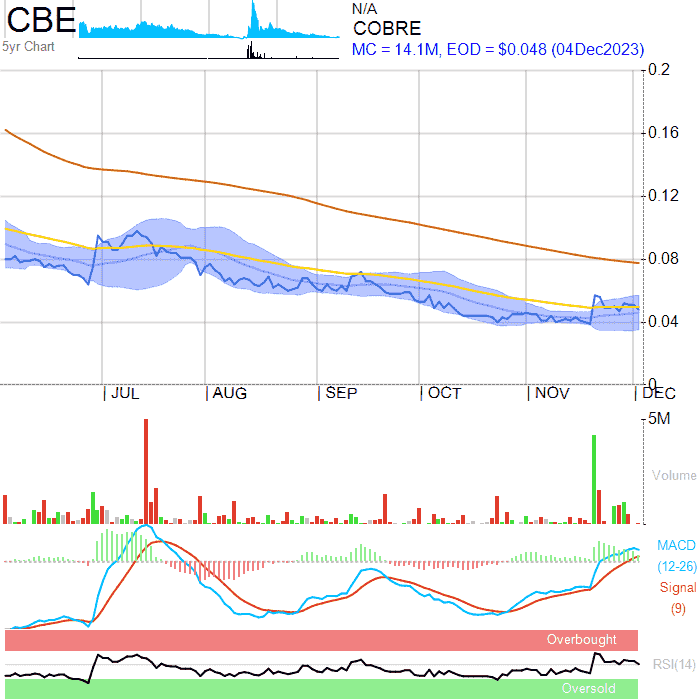 CBE
N/A
COBRE
5yr Chart
MC = 14.1M, EOD = $0.048 (04Dec2023)
0.2
0.16
0.12
0.08
0.04
0
JUL AUG SEP OCT NOV DEC
5M
Volume
MACD
(12-26)
Signal
(9)
Overbought
RSI(14)
Oversold